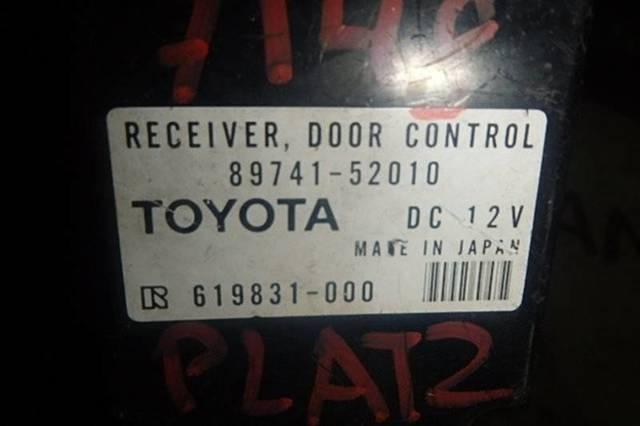 RECEIVER, DOOR CONTROL
89741-52010
TOYOTA DC 12V
MADE IN JAPAN
R 619831-000
PLATZ